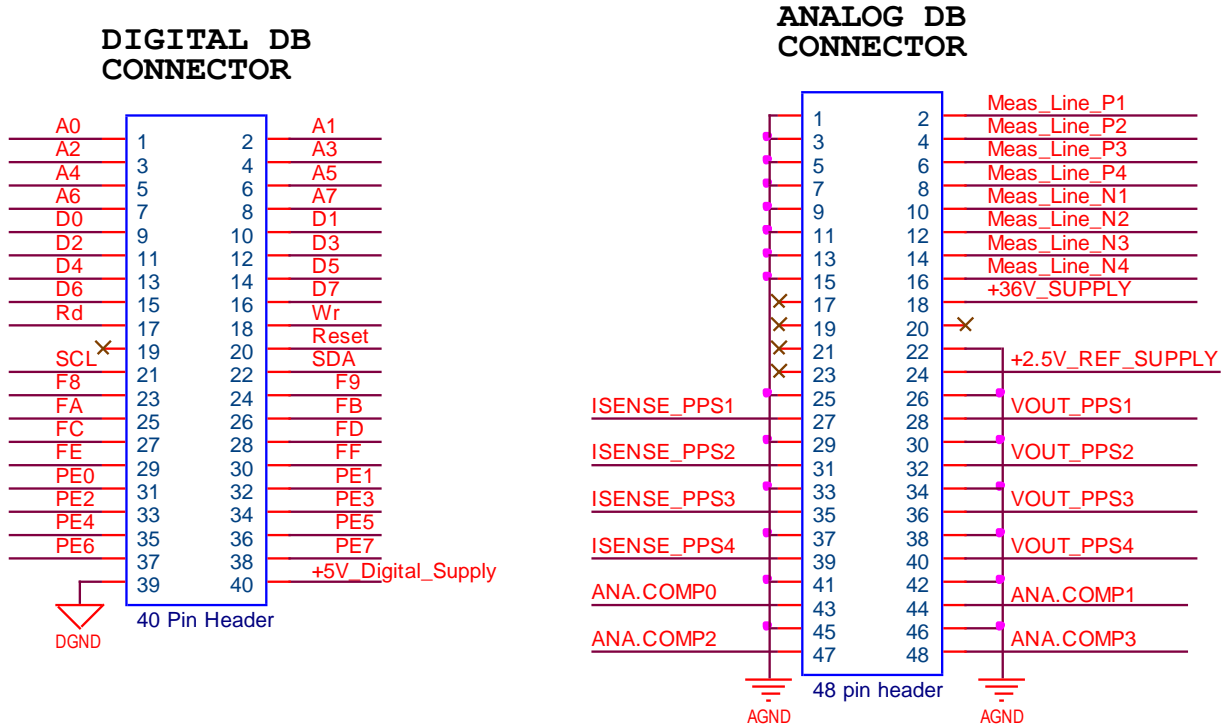 DIGITAL DB
CONNECTOR
A0 1 2 A1
A2 3 4 A3
A4 5 6 A5
A6 7 8 A7
D0 9 10 D1
D2 11 12 D3
D4 13 14 D5
D6 15 16 D7
Rd 17 18 Wr
19 20 Reset
SCL 21 22 SDA
F8 23 24 F9
FA 25 26 FB
FC 27 28 FD
FE 29 30 FF
PE0 31 32 PE1
PE2 33 34 PE3
PE4 35 36 PE5
PE6 37 38 PE7
39 40 +5V_Digital_Supply
40 Pin Header
DGND
ANALOG DB
CONNECTOR
1 2 Meas_Line_P1
3 4 Meas_Line_P2
5 6 Meas_Line_P3
7 8 Meas_Line_P4
9 10 Meas_Line_N1
11 12 Meas_Line_N2
13 14 Meas_Line_N3
15 16 Meas_Line_N4
17 18 +36V_SUPPLY
19 20
21 22
23 24 +2.5V_REF_SUPPLY
25 26
ISENSE_PPS1 27 28 VOUT_PPS1
29 30
ISENSE_PPS2 31 32 VOUT_PPS2
33 34
ISENSE_PPS3 35 36 VOUT_PPS3
37 38
ISENSE_PPS4 39 40 VOUT_PPS4
41 42
ANA.COMP0 43 44 ANA.COMP1
45 46
ANA.COMP2 47 48 ANA.COMP3
48 pin header
AGND AGND